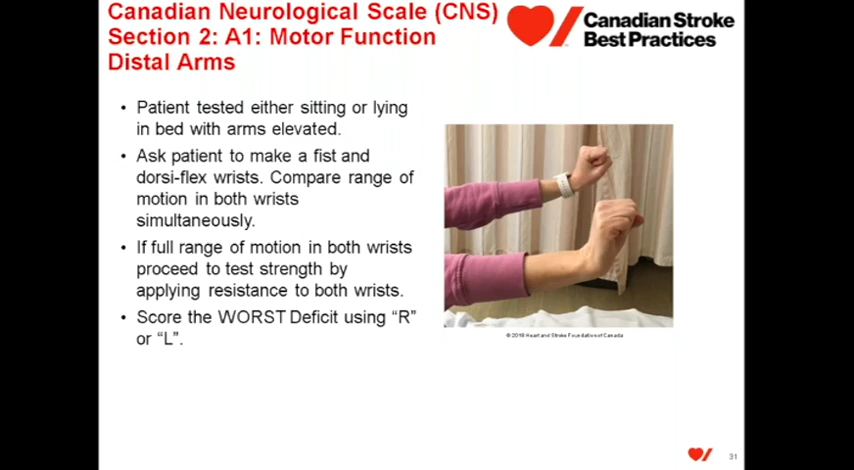 Canadian Neurological Scale (CNS)
Section 2: A1: Motor Function
Distal Arms
Canadian Stroke
Best Practices
• Patient tested either sitting or lying
in bed with arms elevated.
• Ask patient to make a fist and
dorsi-flex wrists. Compare range of
motion in both wrists
simultaneously.
• If full range of motion in both wrists
proceed to test strength by
applying resistance to both wrists.
• Score the WORST Deficit using “R”
or “L”.
© 2018 Heart and Stroke Foundation of Canada
31